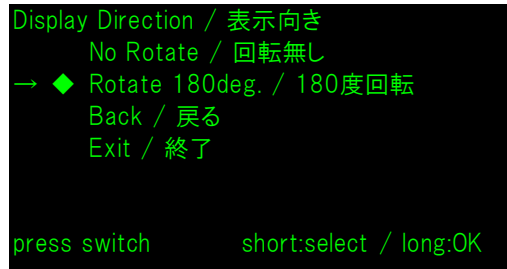 Display Direction / 表示向き
No Rotate / 回転無し
→ ◆ Rotate 180deg. / 180度回転
Back / 戻る
Exit / 終了
press switch short:select / long:OK